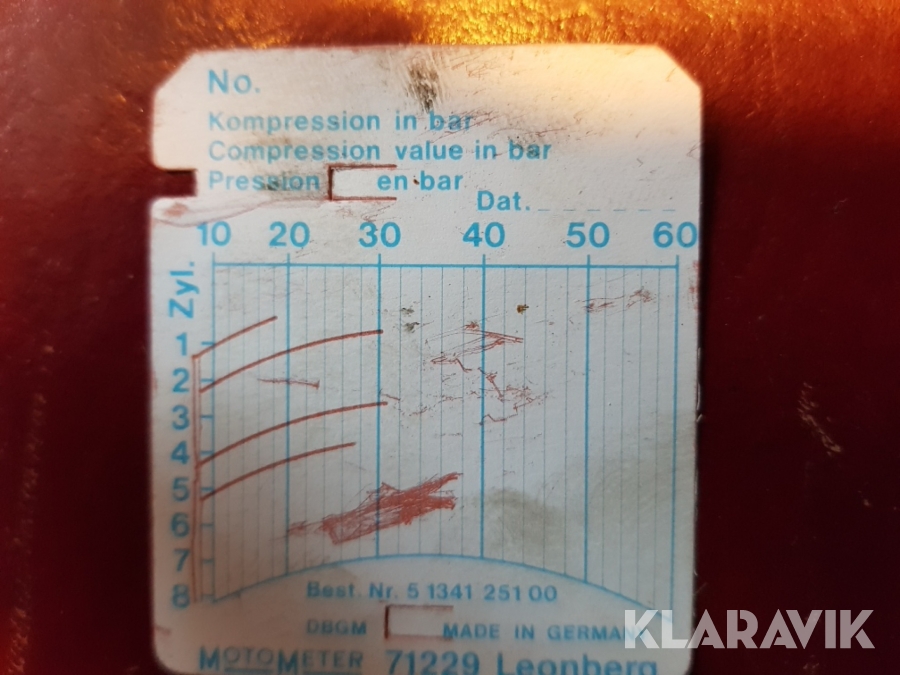 No.
Kompression in bar
Compression value in bar
Pression en bar
Dat.
10 20 30 40 50 60
Zyl.
1
2
3
4
5
6
7
8
Best. Nr. 5 1341 251 00
DBGM MADE IN GERMANY
MOTOMETER 71229 Leonberg
KLARAVIK